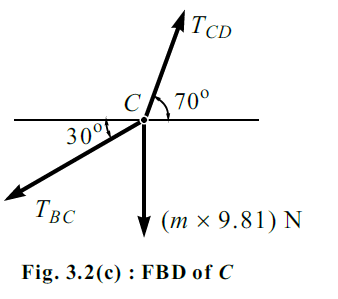 T_CD
C 70°
30°
T_BC
(m × 9.81) N
Fig. 3.2(c) : FBD of C